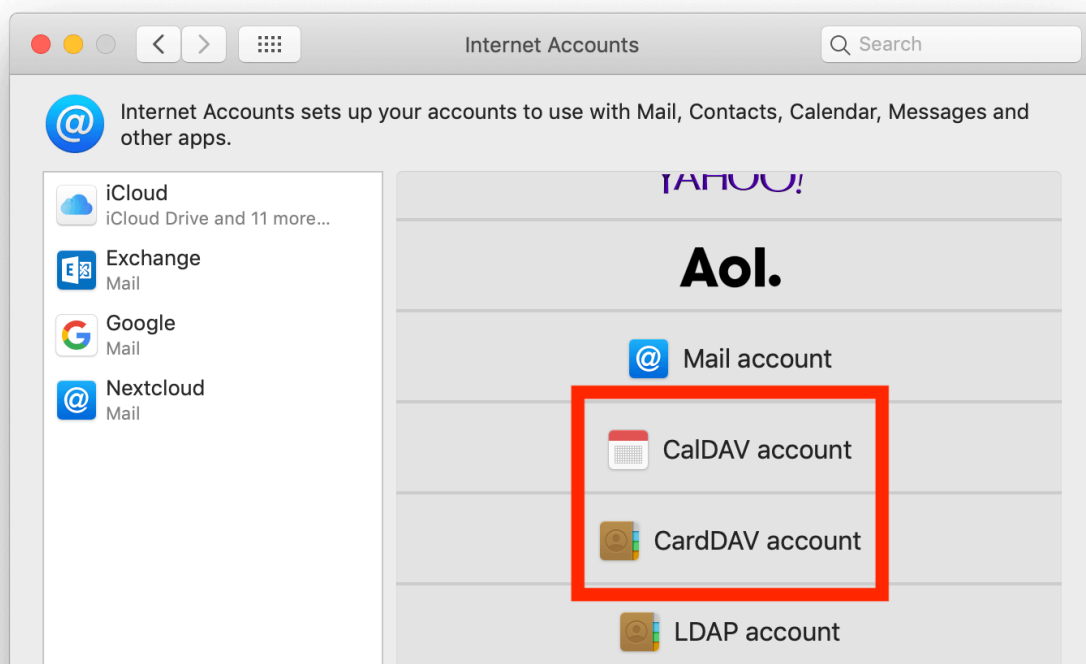 Internet Accounts
Search
Internet Accounts sets up your accounts to use with Mail, Contacts, Calendar, Messages and
other apps.
iCloud
iCloud Drive and 11 more...
Exchange
Mail
Google
Mail
Nextcloud
Mail
YAHOO!
Aol.
Mail account
CalDAV account
CardDAV account
LDAP account